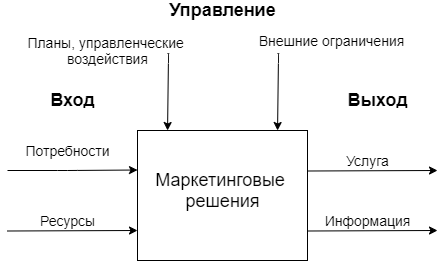 Управление
Планы, управленческие
воздействия
Внешние ограничения
Вход
Выход
Потребности
Услуга
Маркетинговые
решения
Ресурсы
Информация